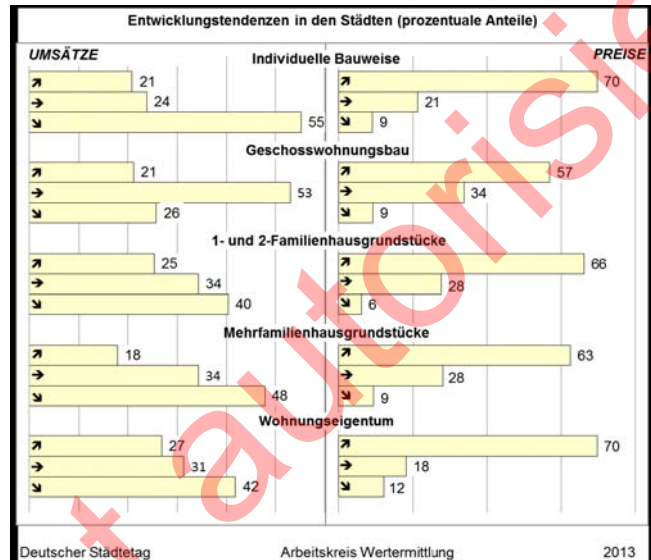 Entwicklungstendenzen in den Städten (prozentuale Anteile)
UMSÄTZE
PREISE
Individuelle Bauweise
↗ 21 ↗ 70
→ 24 → 21
↘ 55 ↘ 9
Geschosswohnungsbau
↗ 21 ↗ 57
→ 53 → 34
↘ 26 ↘ 9
1- und 2-Familienhausgrundstücke
↗ 25 ↗ 66
→ 34 → 28
↘ 40 ↘ 6
Mehrfamilienhausgrundstücke
↗ 18 ↗ 63
→ 34 → 28
↘ 48 ↘ 9
Wohnungseigentum
↗ 27 ↗ 70
→ 31 → 18
↘ 42 ↘ 12
Deutscher Städtetag Arbeitskreis Wertermittlung 2013
t autorisie